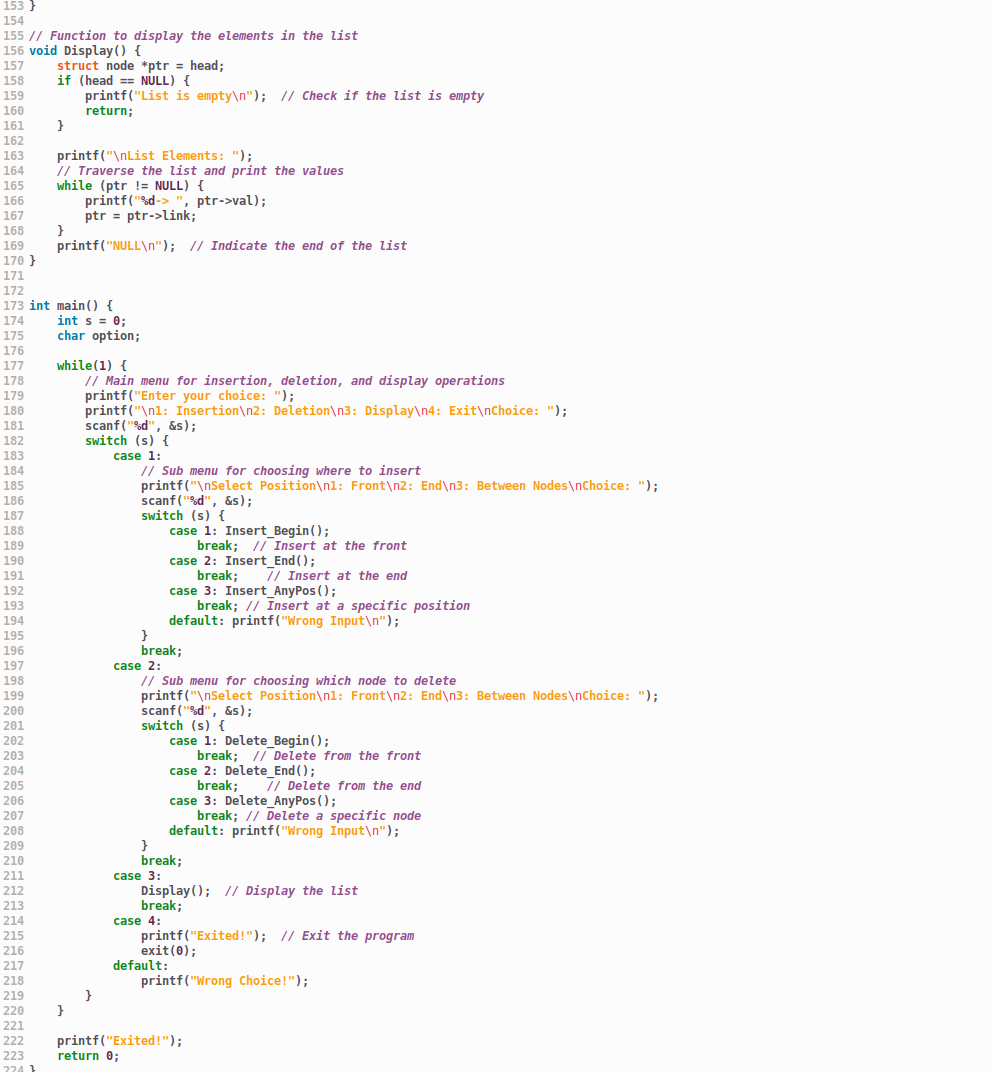 153 }
154
155 // Function to display the elements in the list
156 void Display() {
157     struct node *ptr = head;
158     if (head == NULL) {
159         printf("List is empty\n");  // Check if the list is empty
160         return;
161     }
162
163     printf("\nList Elements: ");
164     // Traverse the list and print the values
165     while (ptr != NULL) {
166         printf("%d-> ", ptr->val);
167         ptr = ptr->link;
168     }
169     printf("NULL\n");  // Indicate the end of the list
170 }
171
172
173 int main() {
174     int s = 0;
175     char option;
176
177     while(1) {
178         // Main menu for insertion, deletion, and display operations
179         printf("Enter your choice: ");
180         printf("\n1: Insertion\n2: Deletion\n3: Display\n4: Exit\nChoice: ");
181         scanf("%d", &s);
182         switch (s) {
183             case 1:
184                 // Sub menu for choosing where to insert
185                 printf("\nSelect Position\n1: Front\n2: End\n3: Between Nodes\nChoice: ");
186                 scanf("%d", &s);
187                 switch (s) {
188                     case 1: Insert_Begin();
189                         break;  // Insert at the front
190                     case 2: Insert_End();
191                         break;    // Insert at the end
192                     case 3: Insert_AnyPos();
193                         break; // Insert at a specific position
194                     default: printf("Wrong Input\n");
195                 }
196                 break;
197             case 2:
198                 // Sub menu for choosing which node to delete
199                 printf("\nSelect Position\n1: Front\n2: End\n3: Between Nodes\nChoice: ");
200                 scanf("%d", &s);
201                 switch (s) {
202                     case 1: Delete_Begin();
203                         break;  // Delete from the front
204                     case 2: Delete_End();
205                         break;    // Delete from the end
206                     case 3: Delete_AnyPos();
207                         break; // Delete a specific node
208                     default: printf("Wrong Input\n");
209                 }
210                 break;
211             case 3:
212                 Display();  // Display the list
213                 break;
214             case 4:
215                 printf("Exited!");  // Exit the program
216                 exit(0);
217             default:
218                 printf("Wrong Choice!");
219         }
220     }
221
222     printf("Exited!");
223     return 0;
224 }